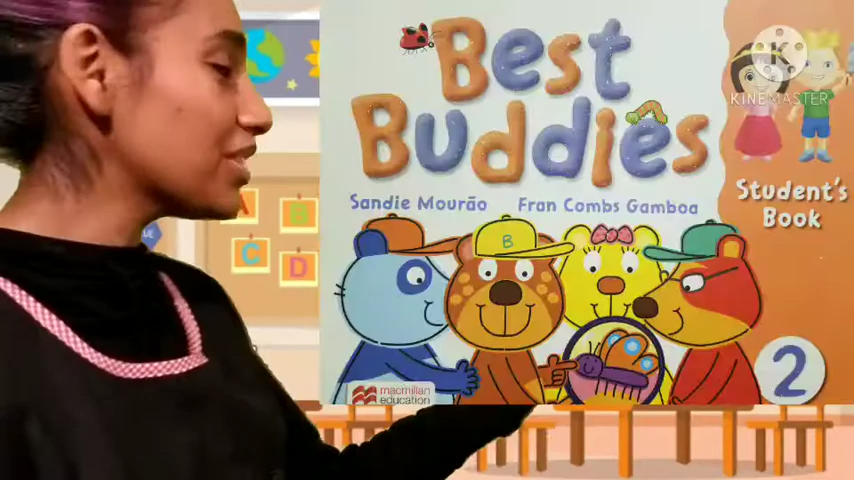 Best
Buddies
Sandie Mourão
Fran Combs Gamboa
K
KINEMASTER
Student's
Book
B
macmillan
education
2
A
B
C
D